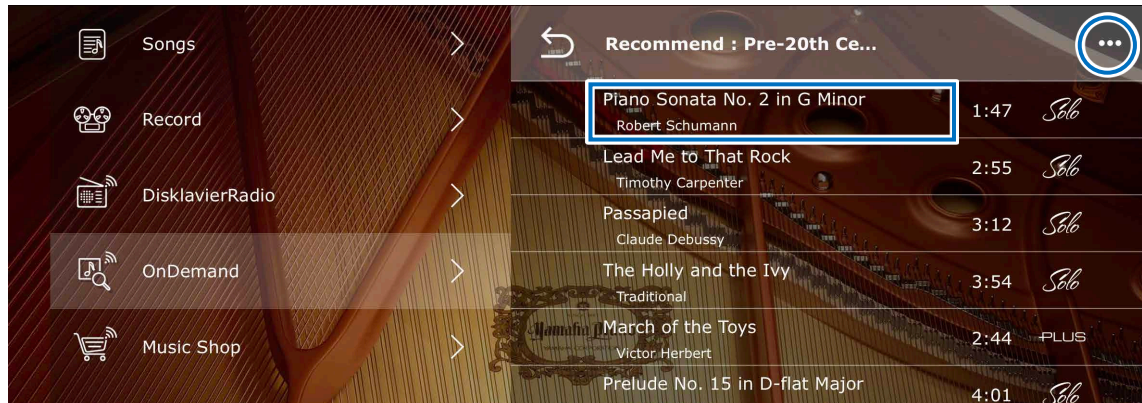 Songs
Record
DisklavierRadio
OnDemand
Music Shop
Recommend : Pre-20th Ce...
Piano Sonata No. 2 in G Minor
1:47
Solo
Robert Schumann
Lead Me to That Rock
2:55
Solo
Timothy Carpenter
Passapied
3:12
Solo
Claude Debussy
The Holly and the Ivy
3:54
Solo
Traditional
March of the Toys
2:44
PLUS
Victor Herbert
Prelude No. 15 in D-flat Major
4:01
Solo
Yamaha